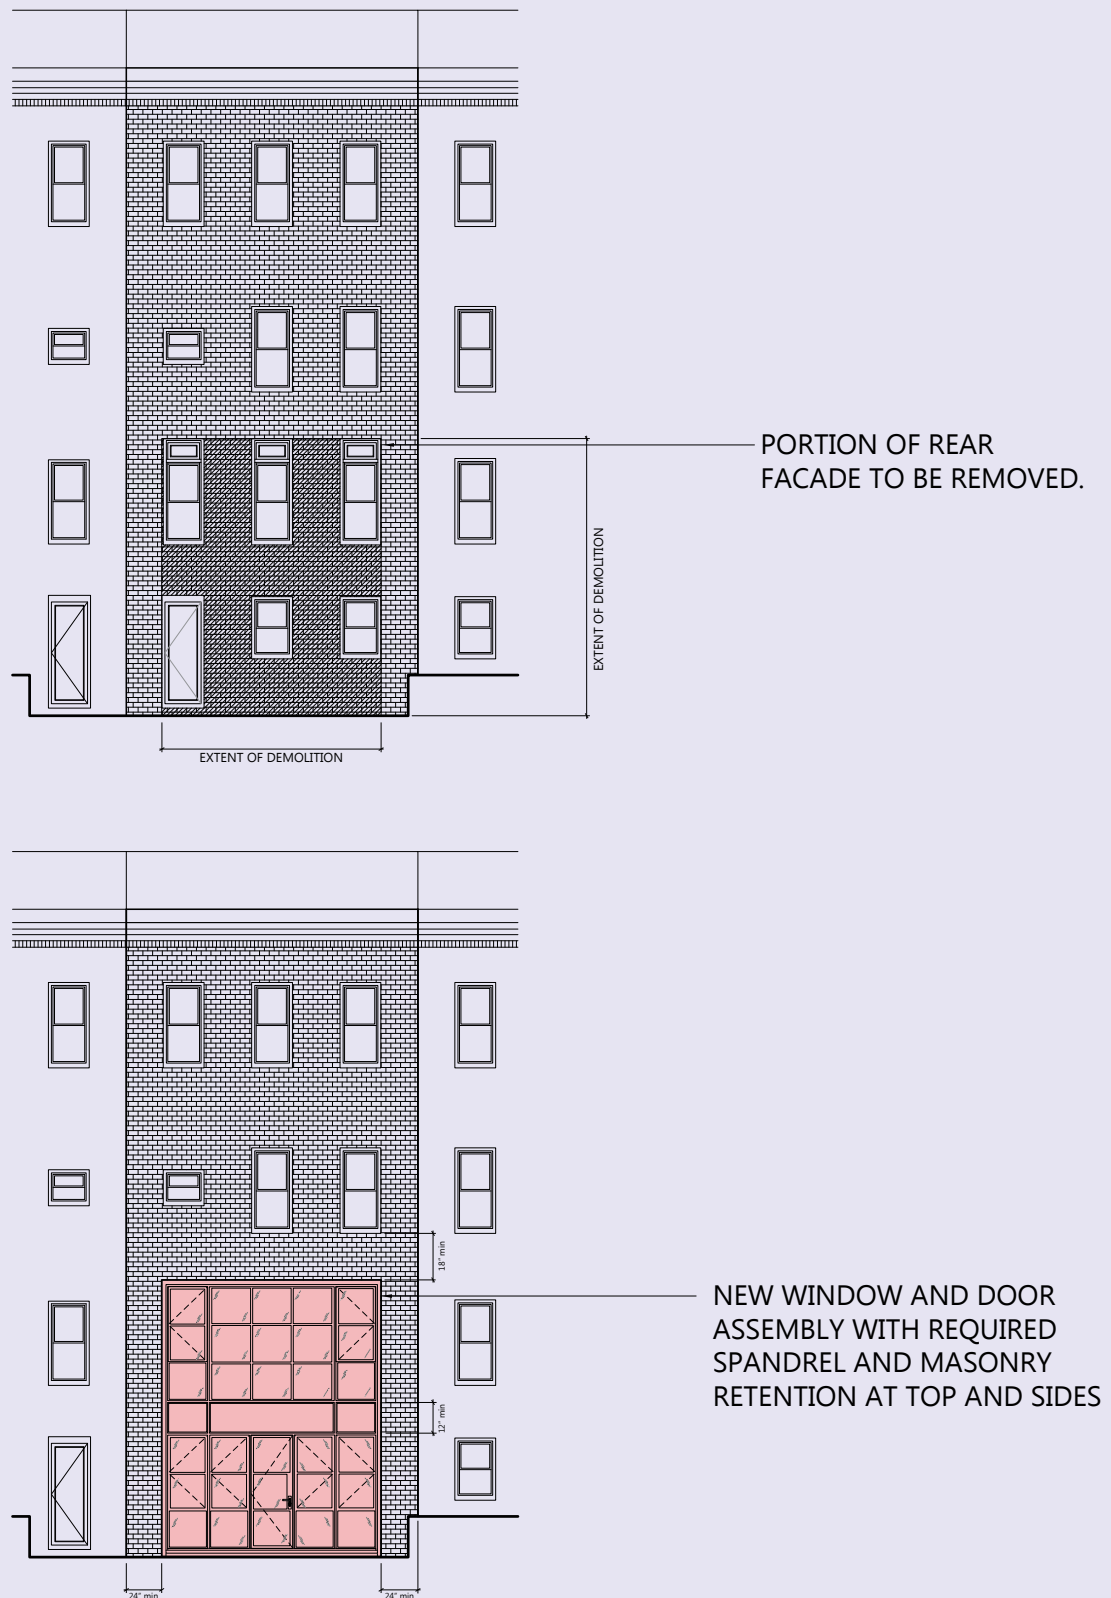 PORTION OF REAR
FACADE TO BE REMOVED.
EXTENT OF DEMOLITION
EXTENT OF DEMOLITION
18" min
NEW WINDOW AND DOOR
ASSEMBLY WITH REQUIRED
SPANDREL AND MASONRY
RETENTION AT TOP AND SIDES
12" min
24" min
24" min